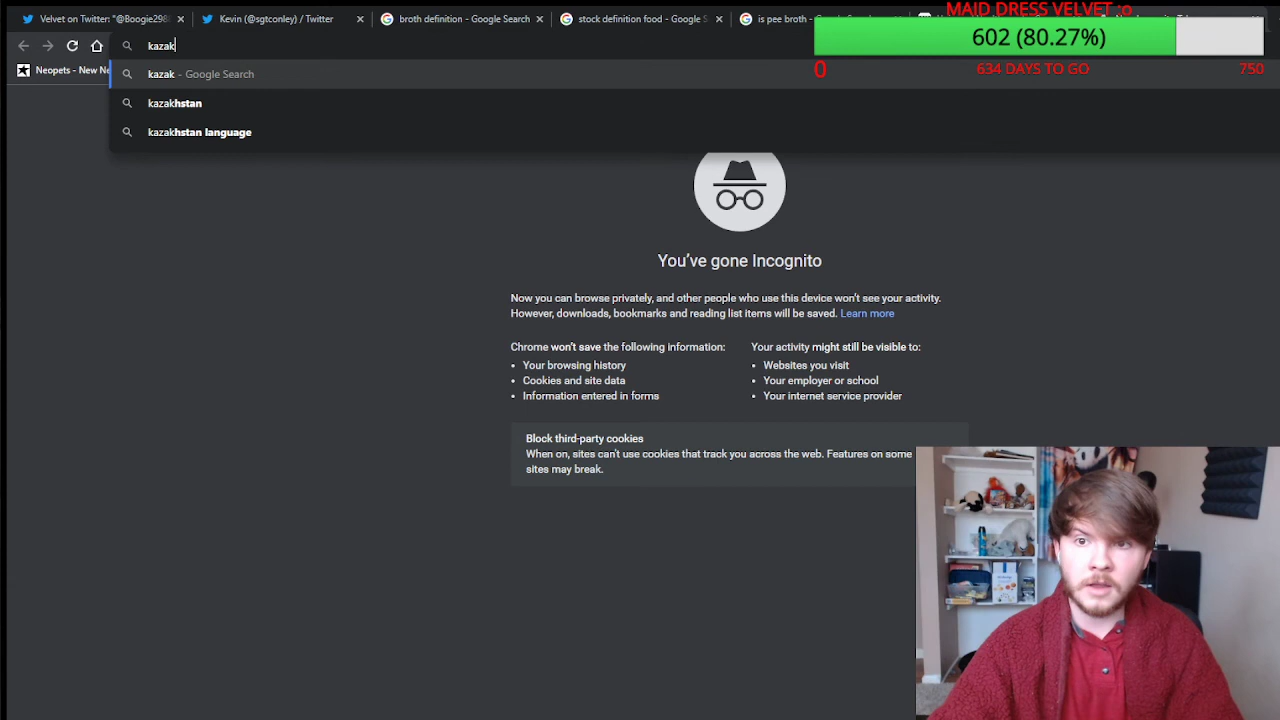 MAID DRESS VELVET :o
Velvet on Twitter: "@Boogie298
Kevin (@sgtconley) / Twitter
broth definition - Google Search
stock definition food - Google S
is pee broth - Goo
602 (80.27%)
kazak
0
634 DAYS TO GO
750
Neopets - New Ne
kazak - Google Search
kazakhstan
kazakhstan language
You've gone Incognito
Now you can browse privately, and other people who use this device won't see your activity.
However, downloads, bookmarks and reading list items will be saved. Learn more
Chrome won't save the following information:
• Your browsing history
• Cookies and site data
• Information entered in forms
Your activity might still be visible to:
• Websites you visit
• Your employer or school
• Your internet service provider
Block third-party cookies
When on, sites can't use cookies that track you across the web. Features on some
sites may break.